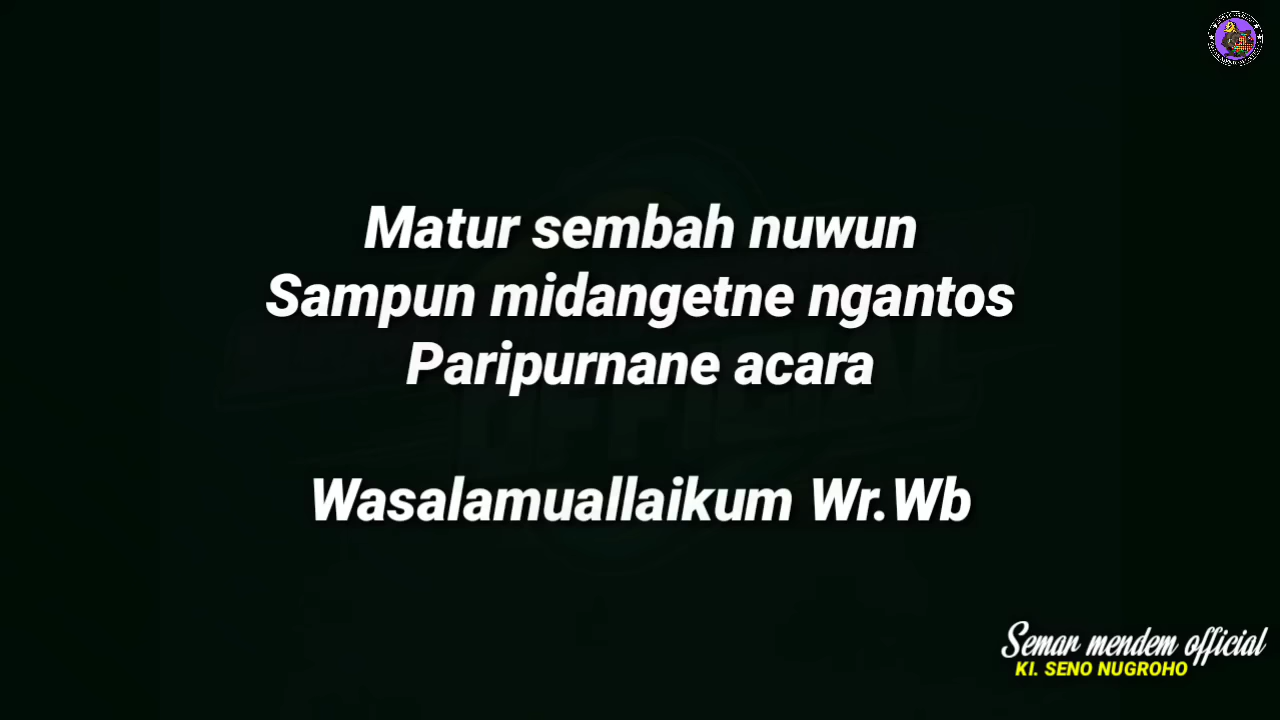 Matur sembah nuwun
Sampun midangetne ngantos
Paripurnane acara
Wasalamuallaikum Wr.Wb
Semar mendem official
KI. SENO NUGROHO